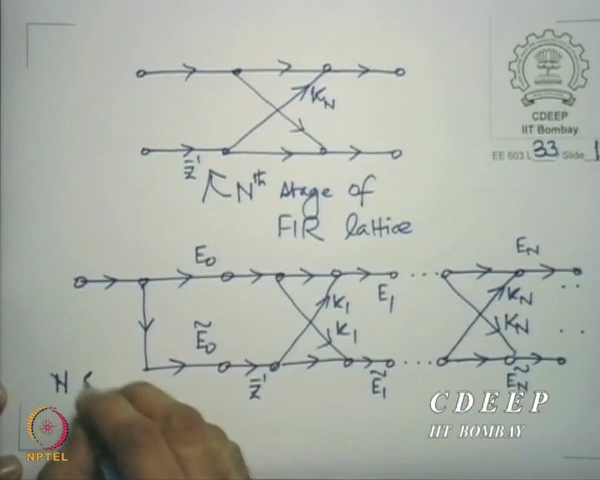 CDEEP
IIT Bombay
EE 603 L 33 Slide 1
K_N
z^-1
N^th stage of
FIR lattice
E_0
E_1
E_N
K_1
K_N
K_1
K_N
Ẽ_0
z^-1
Ẽ_1
Ẽ_N
N S
CDEEP
IIT BOMBAY
NPTEL